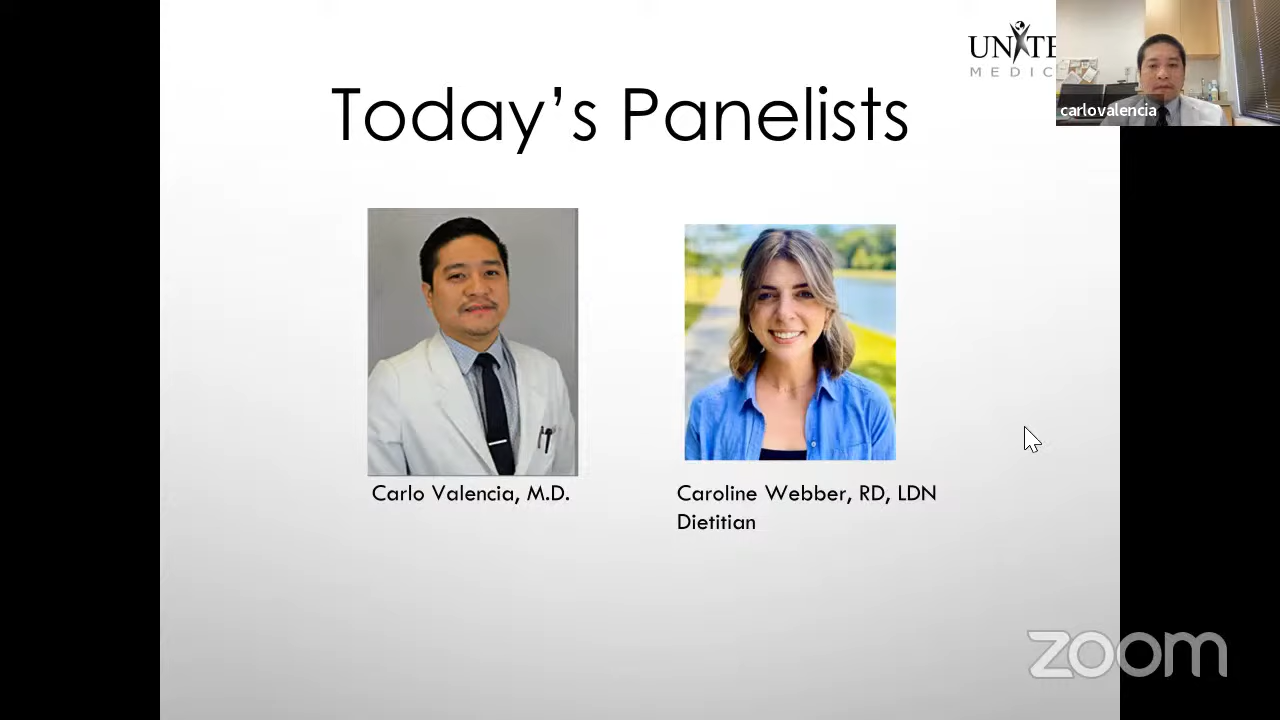 Today's Panelists
carlovalencia
Carlo Valencia, M.D.
Caroline Webber, RD, LDN
Dietitian
zoom